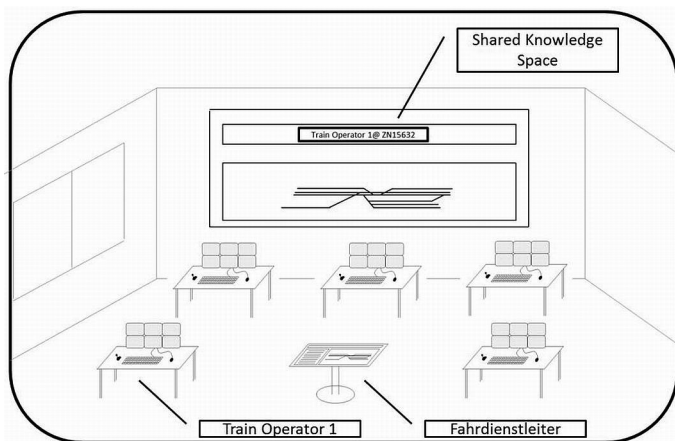 Shared Knowledge
Space
Train Operator 1@ ZN15632
Train Operator 1
Fahrdienstleiter